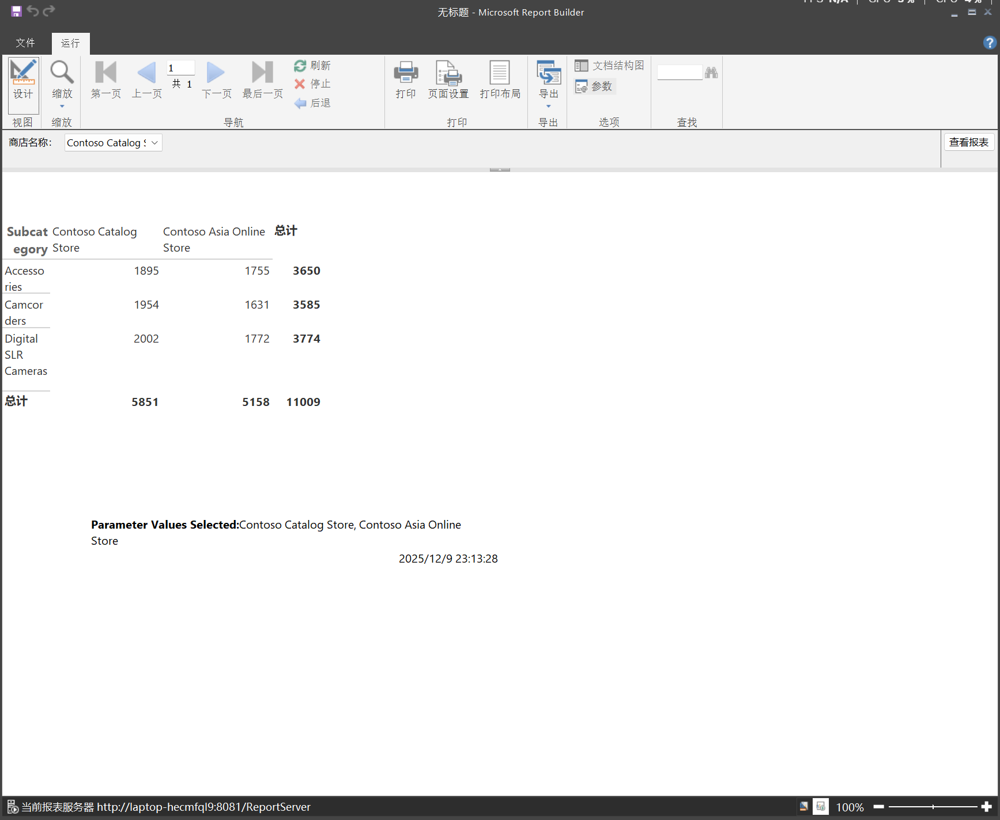 无标题 - Microsoft Report Builder
文件 运行
设计 缩放 第一页 上一页 1 共 1 下一页 最后一页 刷新 停止 后退 打印 页面设置 打印布局 导出 文档结构图 参数
视图 缩放 导航 打印 导出 选项 查找
商店名称: Contoso Catalog 查看报表
Subcat Contoso Catalog Contoso Asia Online 总计
egory Store Store
Accesso 1895 1755 3650
ries
Camcor 1954 1631 3585
ders
Digital 2002 1772 3774
SLR
Cameras
总计 5851 5158 11009
Parameter Values Selected:Contoso Catalog Store, Contoso Asia Online
Store
2025/12/9 23:13:28
当前报表服务器 http://laptop-hecmfql9:8081/ReportServer 100%